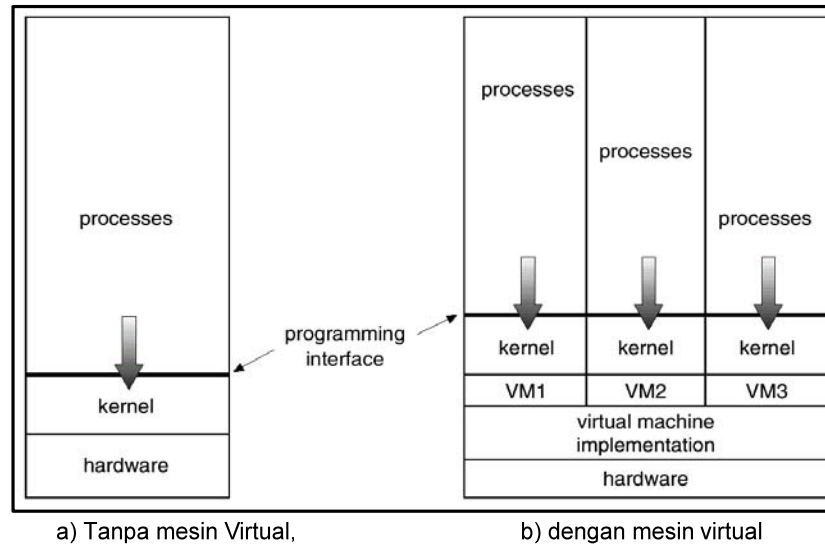 processes
kernel
hardware
programming
interface
processes
processes
processes
kernel
kernel
kernel
VM1
VM2
VM3
virtual machine
implementation
hardware
a) Tanpa mesin Virtual,
b) dengan mesin virtual